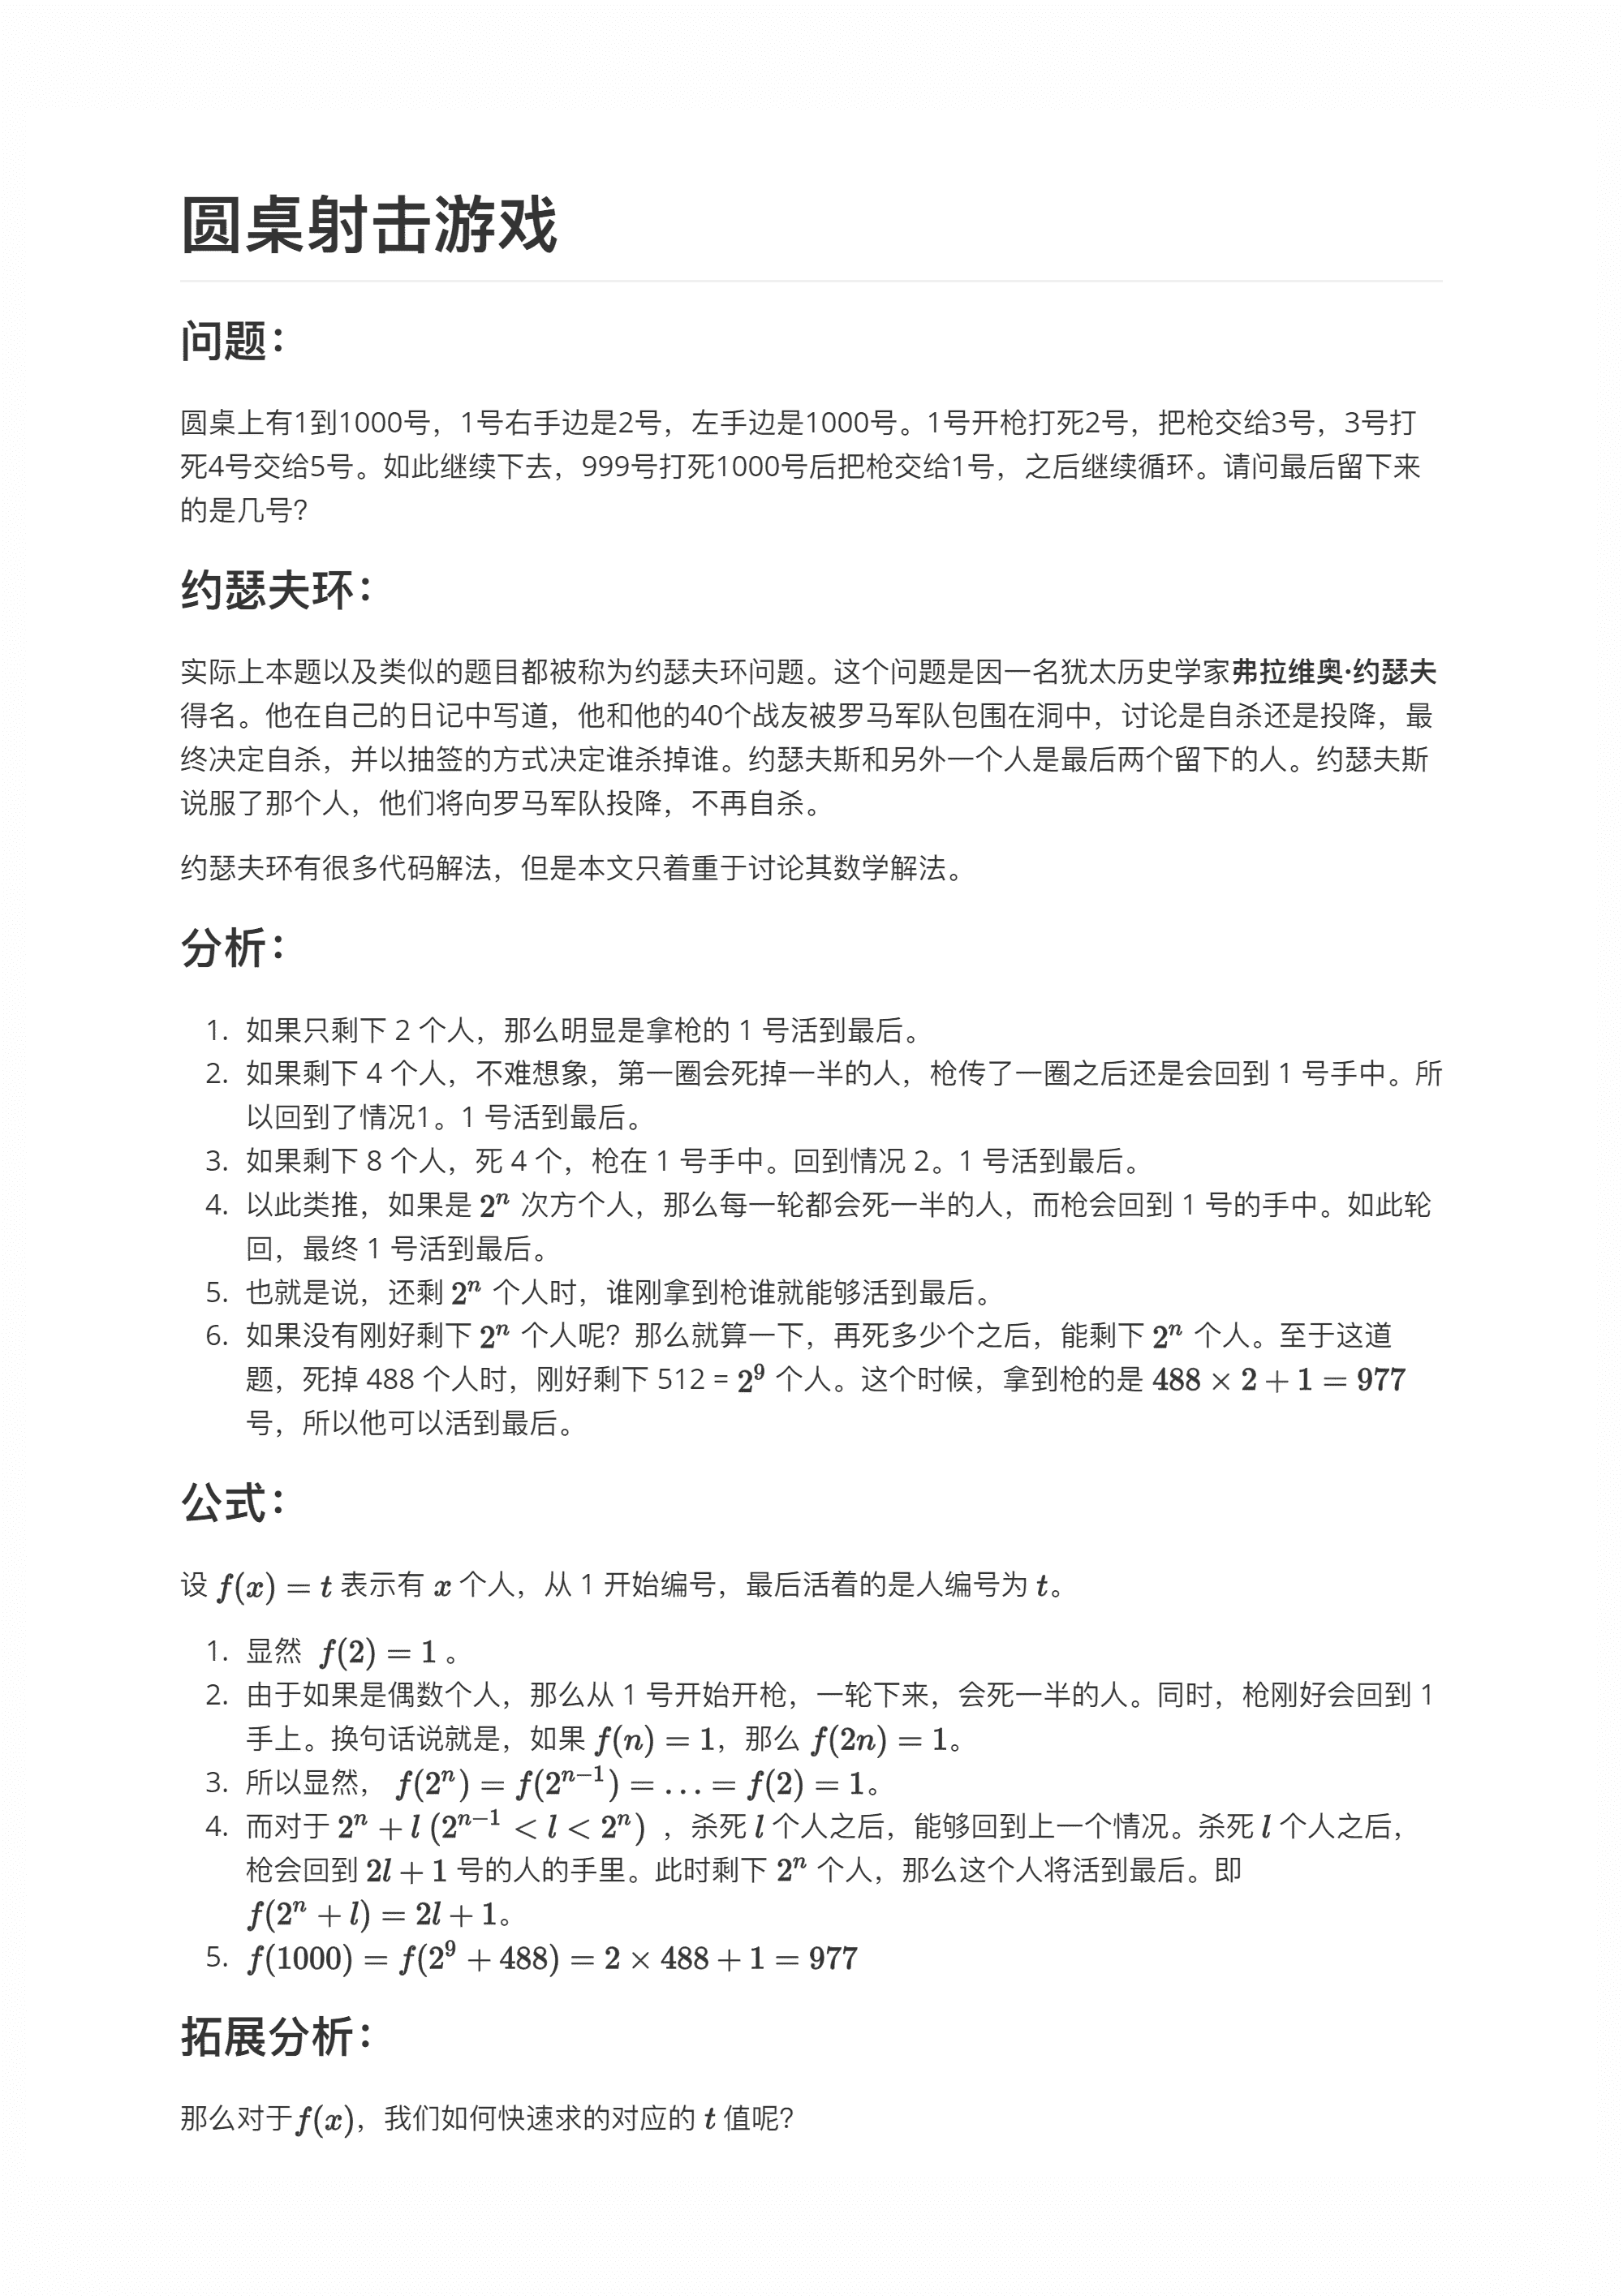 圆桌射击游戏
问题：
圆桌上有1到1000号，1号右手边是2号，左手边是1000号。1号开枪打死2号，把枪交给3号，3号打
死4号交给5号。如此继续下去，999号打死1000号后把枪交给1号，之后继续循环。请问最后留下来
的是几号？
约瑟夫环：
实际上本题以及类似的题目都被称为约瑟夫环问题。这个问题是因一名犹太历史学家弗拉维奥·约瑟夫
得名。他在自己的日记中写道，他和他的40个战友被罗马军队包围在洞中，讨论是自杀还是投降，最
终决定自杀，并以抽签的方式决定谁杀掉谁。约瑟夫斯和另外一个人是最后两个留下的人。约瑟夫斯
说服了那个人，他们将向罗马军队投降，不再自杀。
约瑟夫环有很多代码解法，但是本文只着重于讨论其数学解法。
分析：
1. 如果只剩下 2 个人，那么明显是拿枪的 1 号活到最后。
2. 如果剩下 4 个人，不难想象，第一圈会死掉一半的人，枪传了一圈之后还是会回到 1 号手中。所
以回到了情况1。1 号活到最后。
3. 如果剩下 8 个人，死 4 个，枪在 1 号手中。回到情况 2。1 号活到最后。
4. 以此类推，如果是 $2^n$ 次方个人，那么每一轮都会死一半的人，而枪会回到 1 号的手中。如此轮
回，最终 1 号活到最后。
5. 也就是说，还剩 $2^n$ 个人时，谁刚拿到枪谁就能够活到最后。
6. 如果没有刚好剩下 $2^n$ 个人呢？那么就算一下，再死多少个之后，能剩下 $2^n$ 个人。至于这道
题，死掉 488 个人时，刚好剩下 512 = $2^9$ 个人。这个时候，拿到枪的是 $488 \times 2 + 1 = 977$
号，所以他可以活到最后。
公式：
设 $f(x) = t$ 表示有 $x$ 个人，从 1 开始编号，最后活着的是人编号为 $t$。
1. 显然 $f(2) = 1$ 。
2. 由于如果是偶数个人，那么从 1 号开始开枪，一轮下来，会死一半的人。同时，枪刚好会回到 1
手上。换句话说就是，如果 $f(n) = 1$，那么 $f(2n) = 1$。
3. 所以显然， $f(2^n) = f(2^{n-1}) = \ldots = f(2) = 1$。
4. 而对于 $2^n + l \, (2^{n-1} < l < 2^n)$ ，杀死 $l$ 个人之后，能够回到上一个情况。杀死 $l$ 个人之后，
枪会回到 $2l + 1$ 号的人的手里。此时剩下 $2^n$ 个人，那么这个人将活到最后。即
$f(2^n + l) = 2l + 1$。
5. $f(1000) = f(2^9 + 488) = 2 \times 488 + 1 = 977$
拓展分析：
那么对于$f(x)$，我们如何快速求的对应的 $t$ 值呢？